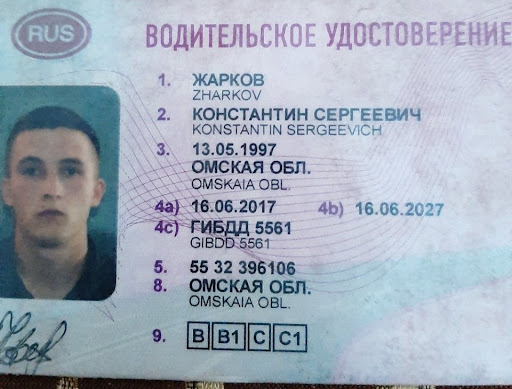 RUS
ВОДИТЕЛЬСКОЕ УДОСТОВЕРЕНИЕ
1. ЖАРКОВ
ZHARKOV
2. КОНСТАНТИН СЕРГЕЕВИЧ
KONSTANTIN SERGEEVICH
3. 13.05.1997
ОМСКАЯ ОБЛ.
OMSKAIA OBL.
4a) 16.06.2017 4b) 16.06.2027
4c) ГИБДД 5561
GIBDD 5561
5. 55 32 396106
8. ОМСКАЯ ОБЛ.
OMSKAIA OBL.
9. B B1 C C1